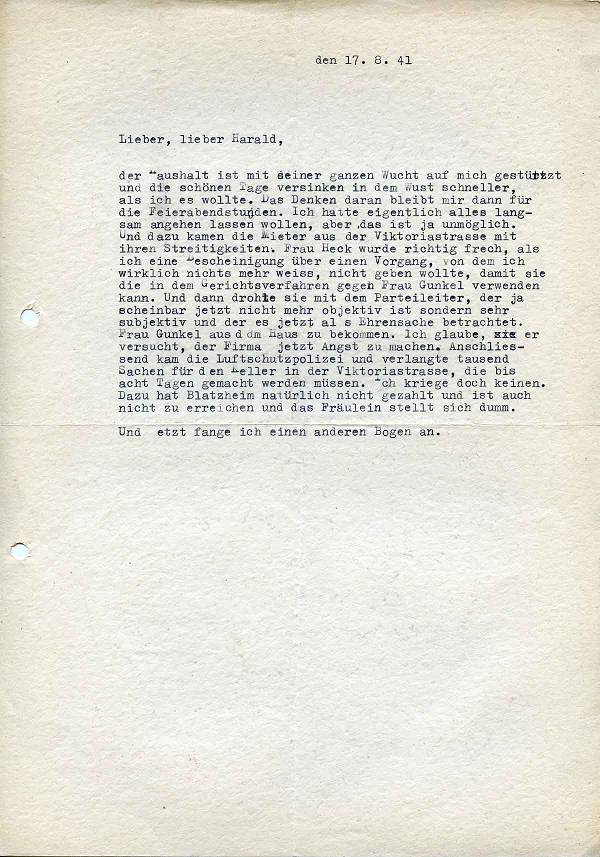 den 17. 8. 41
Lieber, lieber Harald,
der Haushalt ist mit seiner ganzen Wucht auf mich gestützt
und die schönen Tage versinken in dem Wust schneller,
als ich es wollte. Das Denken daran bleibt mir dann für
die Feierabendstunden. Ich hatte eigentlich alles lang-
sam angehen lassen wollen, aber das ist ja unmöglich.
Und dazu kamen die Mieter aus der Viktoriastrasse mit
ihren Streitigkeiten. Frau Heck wurde richtig frech, als
ich eine Bescheinigung über einen Vorgang, von dem ich
wirklich nichts mehr weiss, nicht geben wollte, damit sie
die in dem Gerichtsverfahren gegen Frau Gunkel verwenden
kann. Und dann drohte sie mit dem Parteileiter, der ja
scheinbar jetzt nicht mehr objektiv ist sondern sehr
subjektiv und der es jetzt al s Ehrensache betrachtet.
Frau Gunkel aus d m Haus zu bekommen. Ich glaube, er
versucht, der Firma jetzt Angst zu machen. Anschlies-
send kam die Luftschutzpolizei und verlangte tausend
Sachen für den Keller in der Viktoriastrasse, die bis
acht Tagen gemacht werden müssen. Ich kriege doch keinen.
Dazu hat Blatzheim natürlich nicht gezahlt und ist auch
nicht zu erreichen und das Fräulein stellt sich dumm.
Und etzt fange ich einen anderen Bogen an.